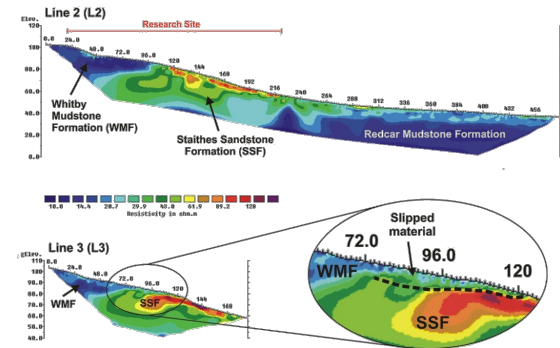 Line 2 (L2)
Elev.
Research Site
120
100
80.0
60.0
40.0
20.0
0.0
0.0 24.0 48.0 72.0 96.0 120 144 168 192 216 240 264 288 312 336 360 384 408 432 456
Whitby
Mudstone
Formation (WMF)
Staithes Sandstone
Formation (SSF)
Redcar Mudstone Formation
10.0 14.4 20.7 29.9 43.0 61.9 89.2 128
Resistivity in ohm.m
Line 3 (L3)
Elev.
110
100
90.0
80.0
70.0
60.0
50.0
40.0
0.0 24.0 48.0 72.0 96.0 120 144 168
WMF
SSF
Slipped
material
72.0
96.0
120
WMF
SSF